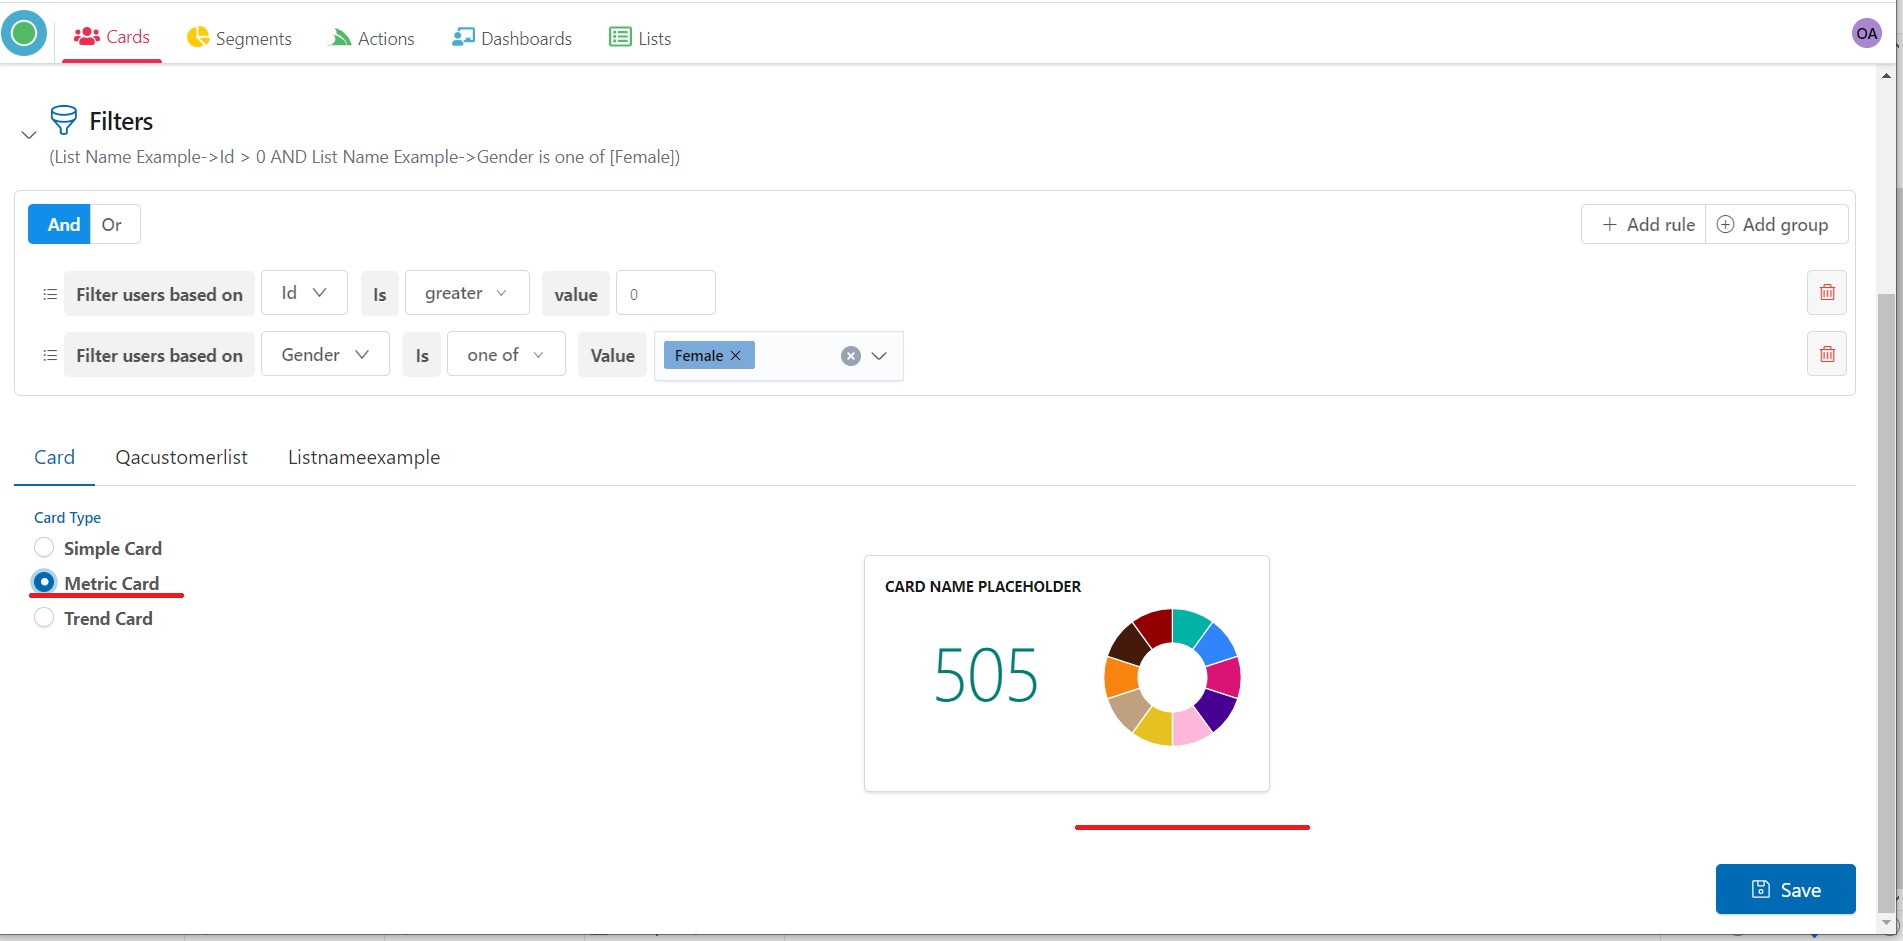 Cards Segments Actions Dashboards Lists OA
Filters
(List Name Example->Id > 0 AND List Name Example->Gender is one of [Female])
And Or Add rule Add group
Filter users based on Id Is greater value 0
Filter users based on Gender Is one of Value Female
Card Qacustomerlist Listnameexample
Card Type
Simple Card
Metric Card
Trend Card
CARD NAME PLACEHOLDER
505
Save